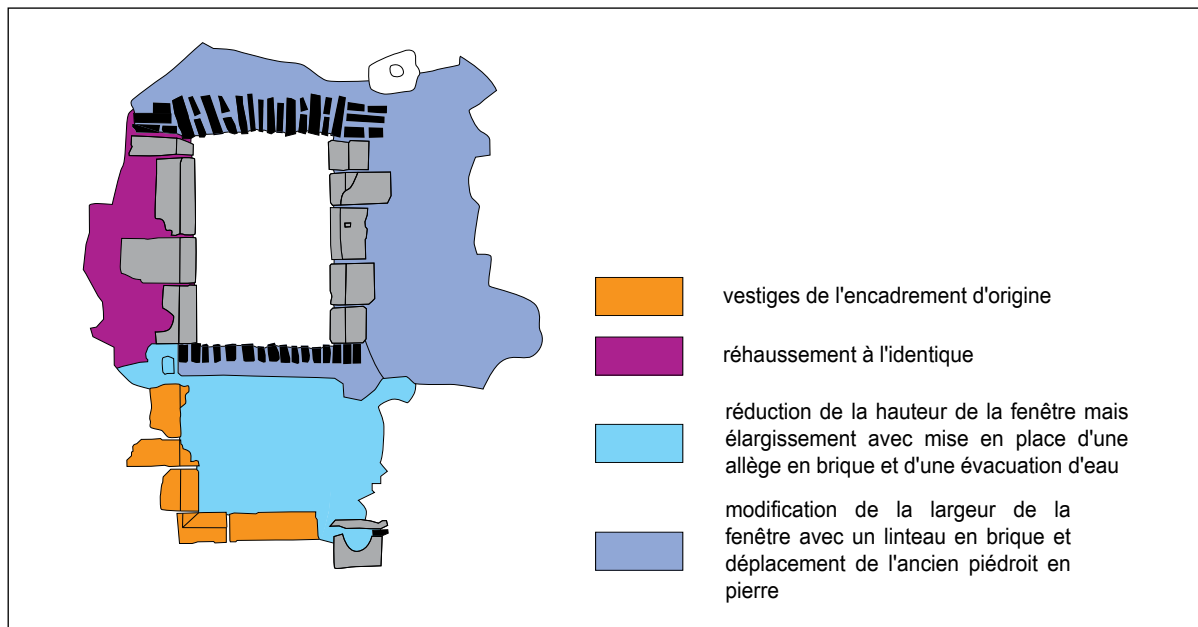 vestiges de l'encadrement d'origine
réhaussement à l'identique
réduction de la hauteur de la fenêtre mais
élargissement avec mise en place d'une
allège en brique et d'une évacuation d'eau
modification de la largeur de la
fenêtre avec un linteau en brique et
déplacement de l'ancien piédroit en
pierre